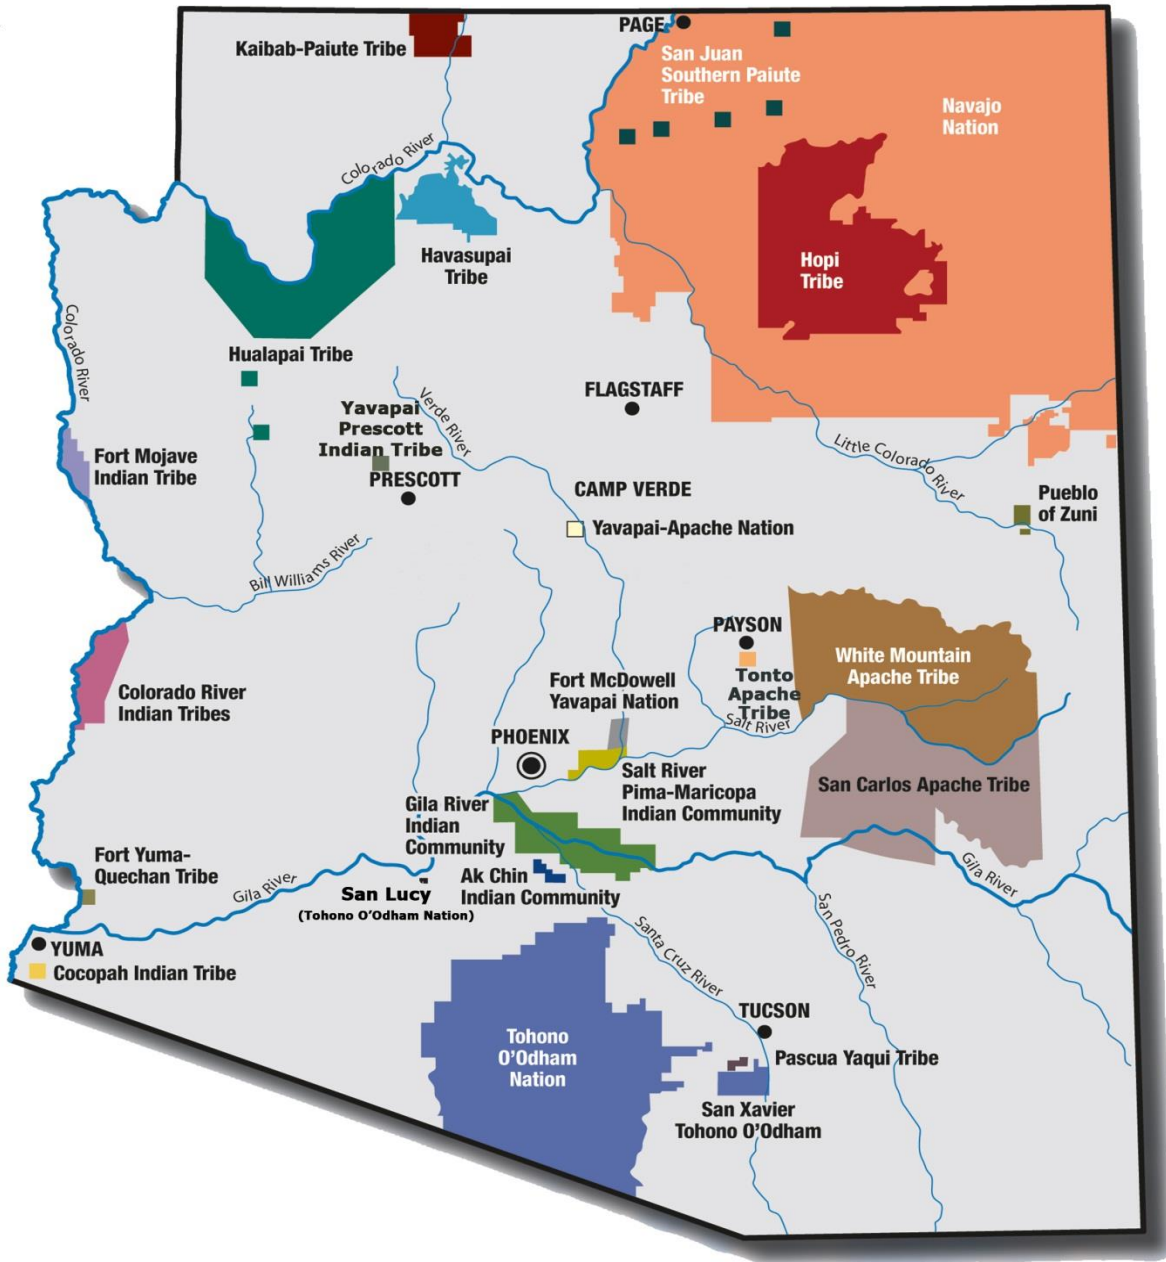 PAGE
Kaibab-Paiute Tribe
San Juan
Southern Paiute
Tribe
Navajo
Nation
Colorado River
Havasupai
Tribe
Hopi
Tribe
Colorado River
Hualapai Tribe
FLAGSTAFF
Yavapai
Prescott
Indian Tribe
Verde River
PRESCOTT
Fort Mojave
Indian Tribe
Little Colorado River
CAMP VERDE
Yavapai-Apache Nation
Pueblo
of Zuni
Bill Williams River
PAYSON
Tonto
Apache
Tribe
White Mountain
Apache Tribe
Colorado River
Indian Tribes
Fort McDowell
Yavapai Nation
Salt River
PHOENIX
Salt River
Pima-Maricopa
Indian Community
San Carlos Apache Tribe
Gila River
Indian
Community
Fort Yuma-
Quechan Tribe
Gila River
Ak Chin
Indian Community
San Lucy
(Tohono O'Odham Nation)
Gila River
San Pedro River
Santa Cruz River
YUMA
Cocopah Indian Tribe
TUCSON
Tohono
O'Odham
Nation
Pascua Yaqui Tribe
San Xavier
Tohono O'Odham